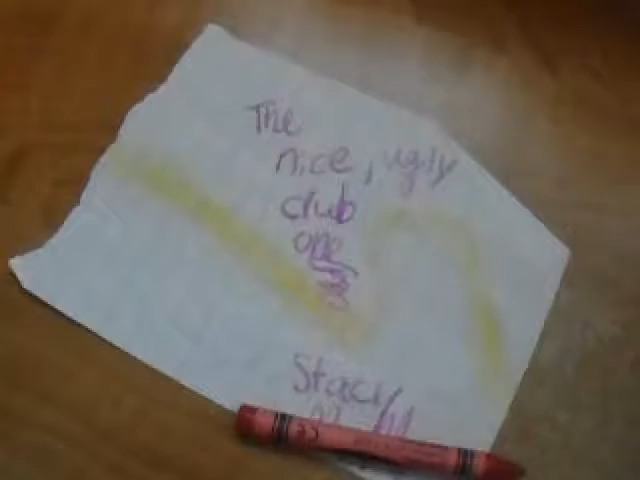 The
nice, ugly
club
one
Stacy